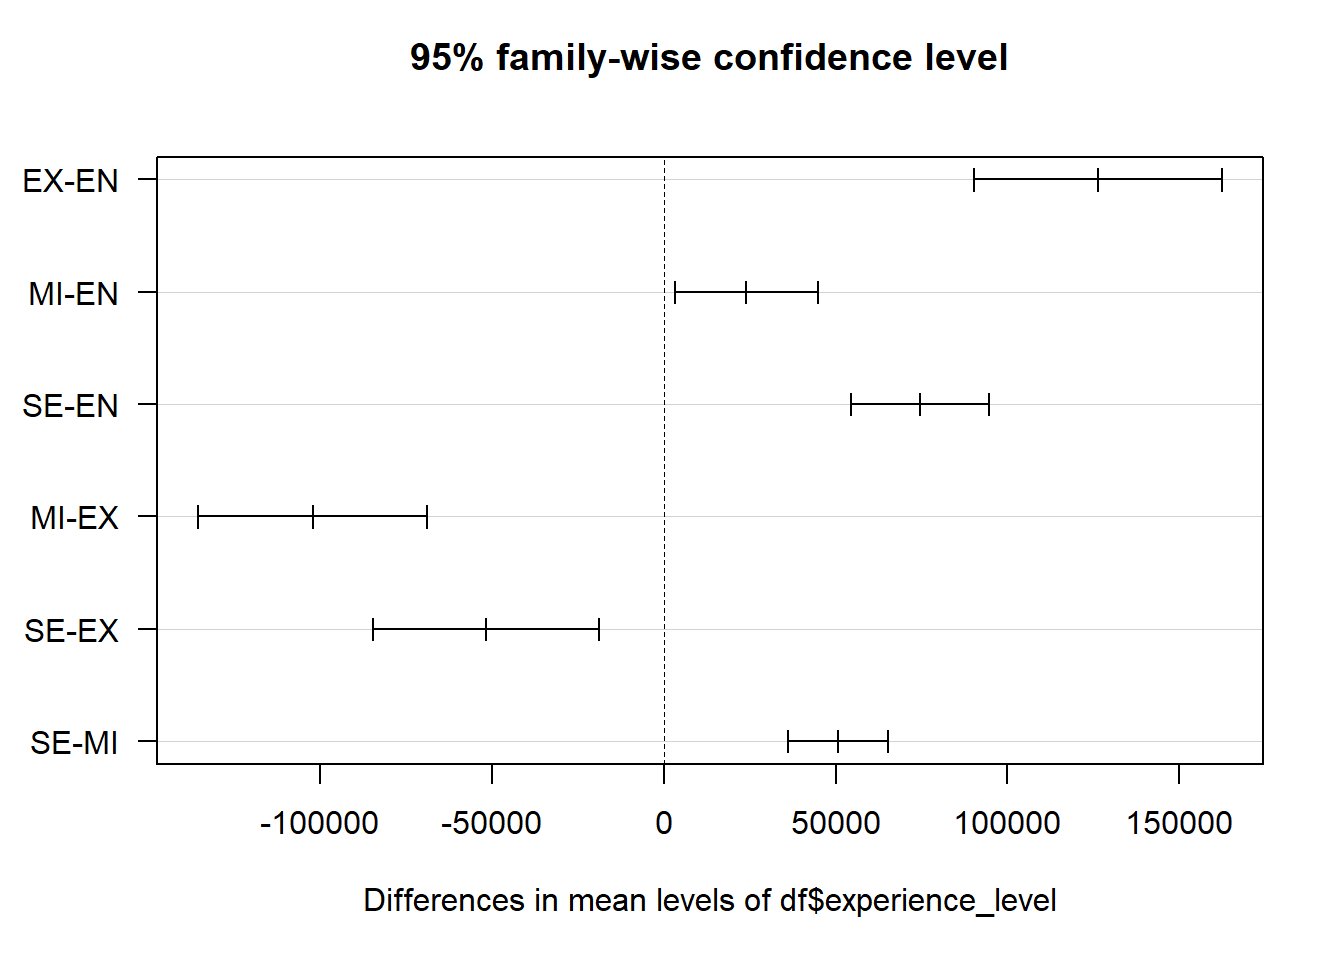 95% family-wise confidence level
EX-EN
MI-EN
SE-EN
MI-EX
SE-EX
SE-MI
-100000 -50000 0 50000 100000 150000
Differences in mean levels of df$experience_level